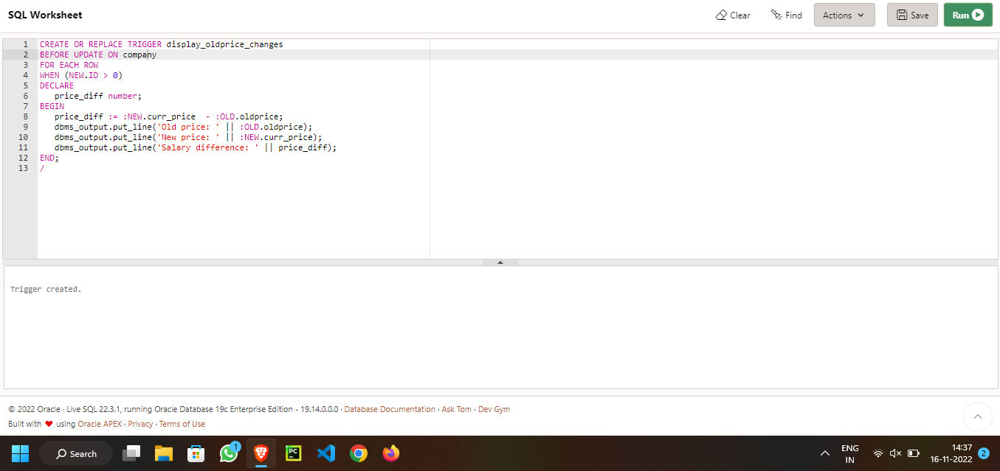 SQL Worksheet
Clear
Find
Actions
Save
Run
1 CREATE OR REPLACE TRIGGER display_oldprice_changes
2 BEFORE UPDATE ON company
3 FOR EACH ROW
4 WHEN (NEW.ID > 0)
5 DECLARE
6    price_diff number;
7 BEGIN
8    price_diff := :NEW.curr_price  - :OLD.oldprice;
9    dbms_output.put_line('Old price: ' || :OLD.oldprice);
10    dbms_output.put_line('New price: ' || :NEW.curr_price);
11    dbms_output.put_line('Salary difference: ' || price_diff);
12 END;
13 /
Trigger created.
© 2022 Oracle · Live SQL 22.3.1, running Oracle Database 19c Enterprise Edition - 19.14.0.0.0 · Database Documentation · Ask Tom · Dev Gym
Built with ❤ using Oracle APEX · Privacy · Terms of Use
Search
1
PC
ENG
IN
14:37
16-11-2022
2